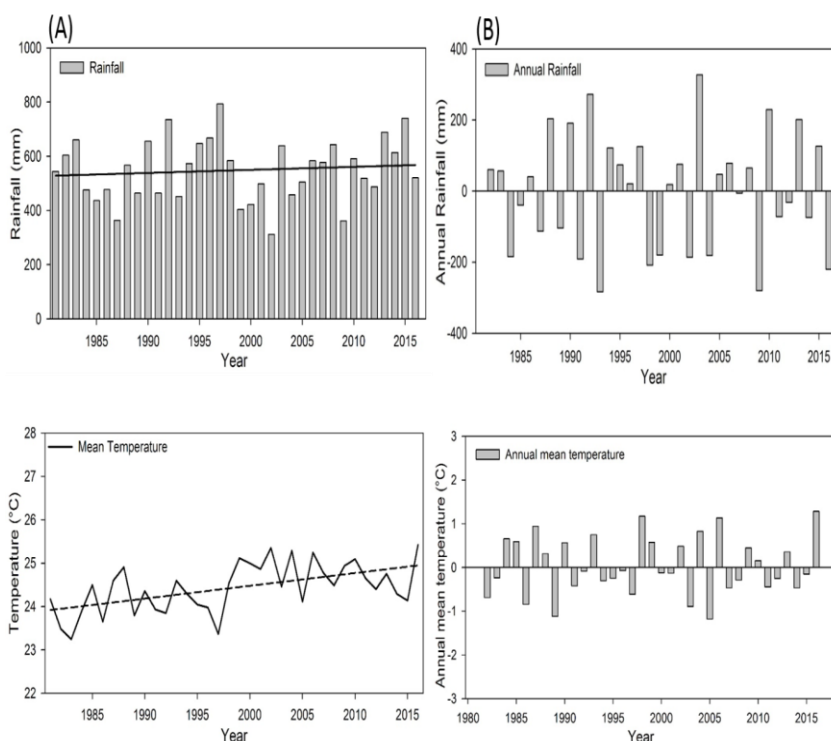 (A)
Rainfall
1000
800
600
400
200
0
Rainfall (mm)
1985 1990 1995 2000 2005 2010 2015
Year
(B)
Annual Rainfall
400
200
0
-200
-400
Annual Rainfall (mm)
1985 1990 1995 2000 2005 2010 2015
Year
Mean Temperature
28
27
26
25
24
23
22
Temperature (°C)
1985 1990 1995 2000 2005 2010 2015
Year
Annual mean temperature
3
2
1
0
-1
-2
-3
Annual mean temperature (°C)
1980 1985 1990 1995 2000 2005 2010 2015
Year